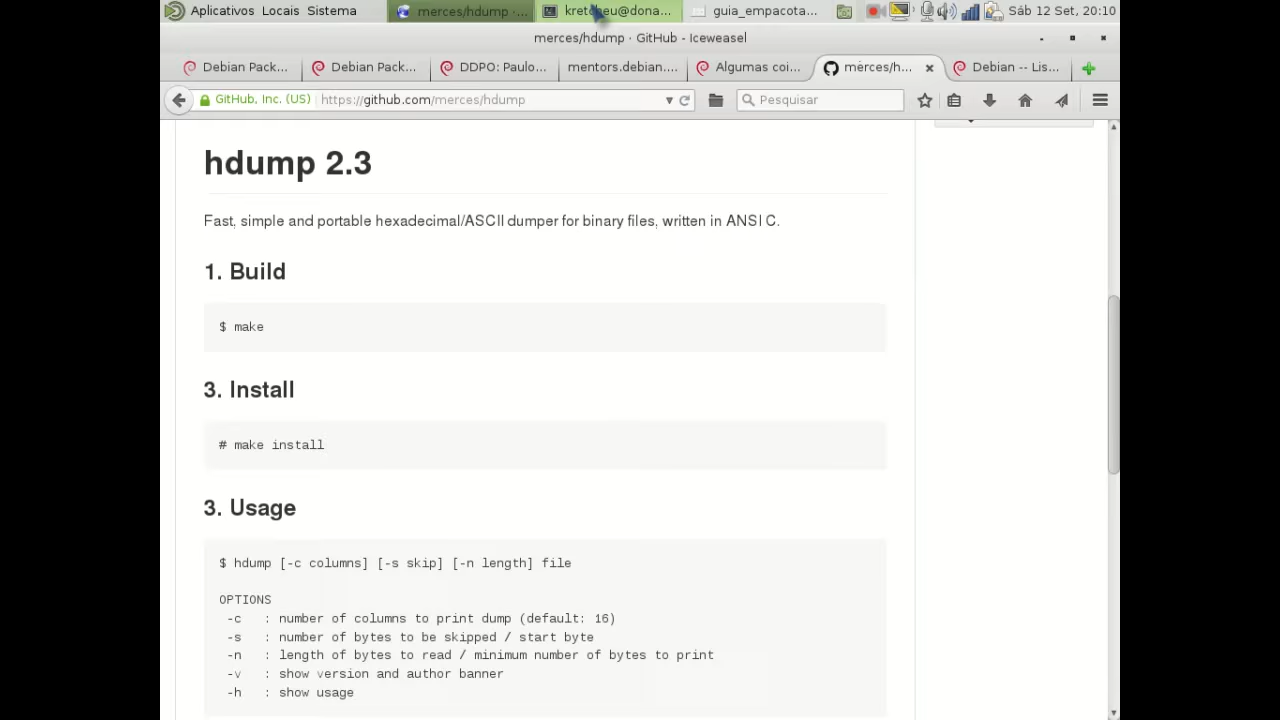 Aplicativos Locais Sistema merces/hdump · ... kretcheu@dona... guia_empacota... Sáb 12 Set, 20:10
merces/hdump · GitHub - Iceweasel
Debian Pack... Debian Pack... DDPO: Paulo... mentors.debian.... Algumas coi... merces/h... Debian -- Lis...
GitHub, Inc. (US) https://github.com/merces/hdump Pesquisar
hdump 2.3
Fast, simple and portable hexadecimal/ASCII dumper for binary files, written in ANSI C.
1. Build
$ make
3. Install
# make install
3. Usage
$ hdump [-c columns] [-s skip] [-n length] file
OPTIONS
-c : number of columns to print dump (default: 16)
-s : number of bytes to be skipped / start byte
-n : length of bytes to read / minimum number of bytes to print
-v : show version and author banner
-h : show usage